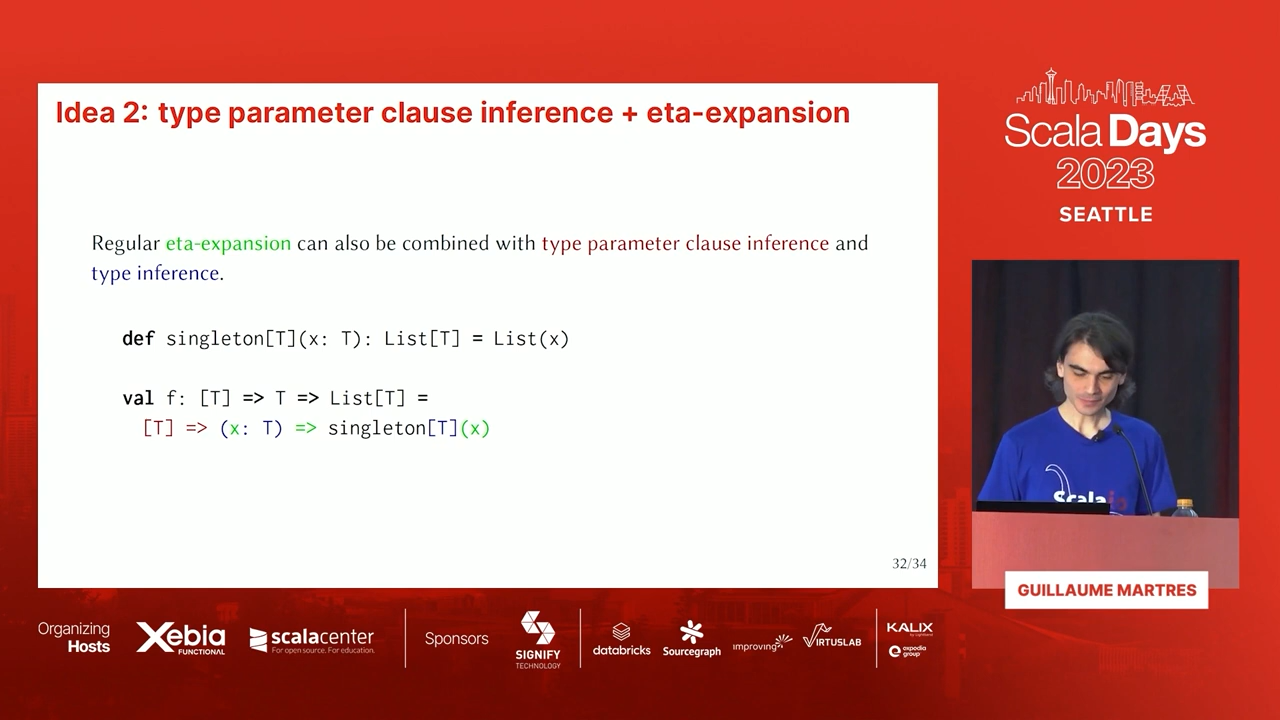 Idea 2: type parameter clause inference + eta-expansion
Regular eta-expansion can also be combined with type parameter clause inference and
type inference.
def singleton[T](x: T): List[T] = List(x)
val f: [T] => T => List[T] =
[T] => (x: T) => singleton[T](x)
32/34
Scala Days
2023
SEATTLE
Scala
GUILLAUME MARTRES
Organizing
Hosts
Xebia
FUNCTIONAL
scalacenter
For open source. For education.
Sponsors
SIGNIFY
TECHNOLOGY
databricks
Sourcegraph
improving
VIRTUSLAB
KALIX
by Lightbend
expedia
group